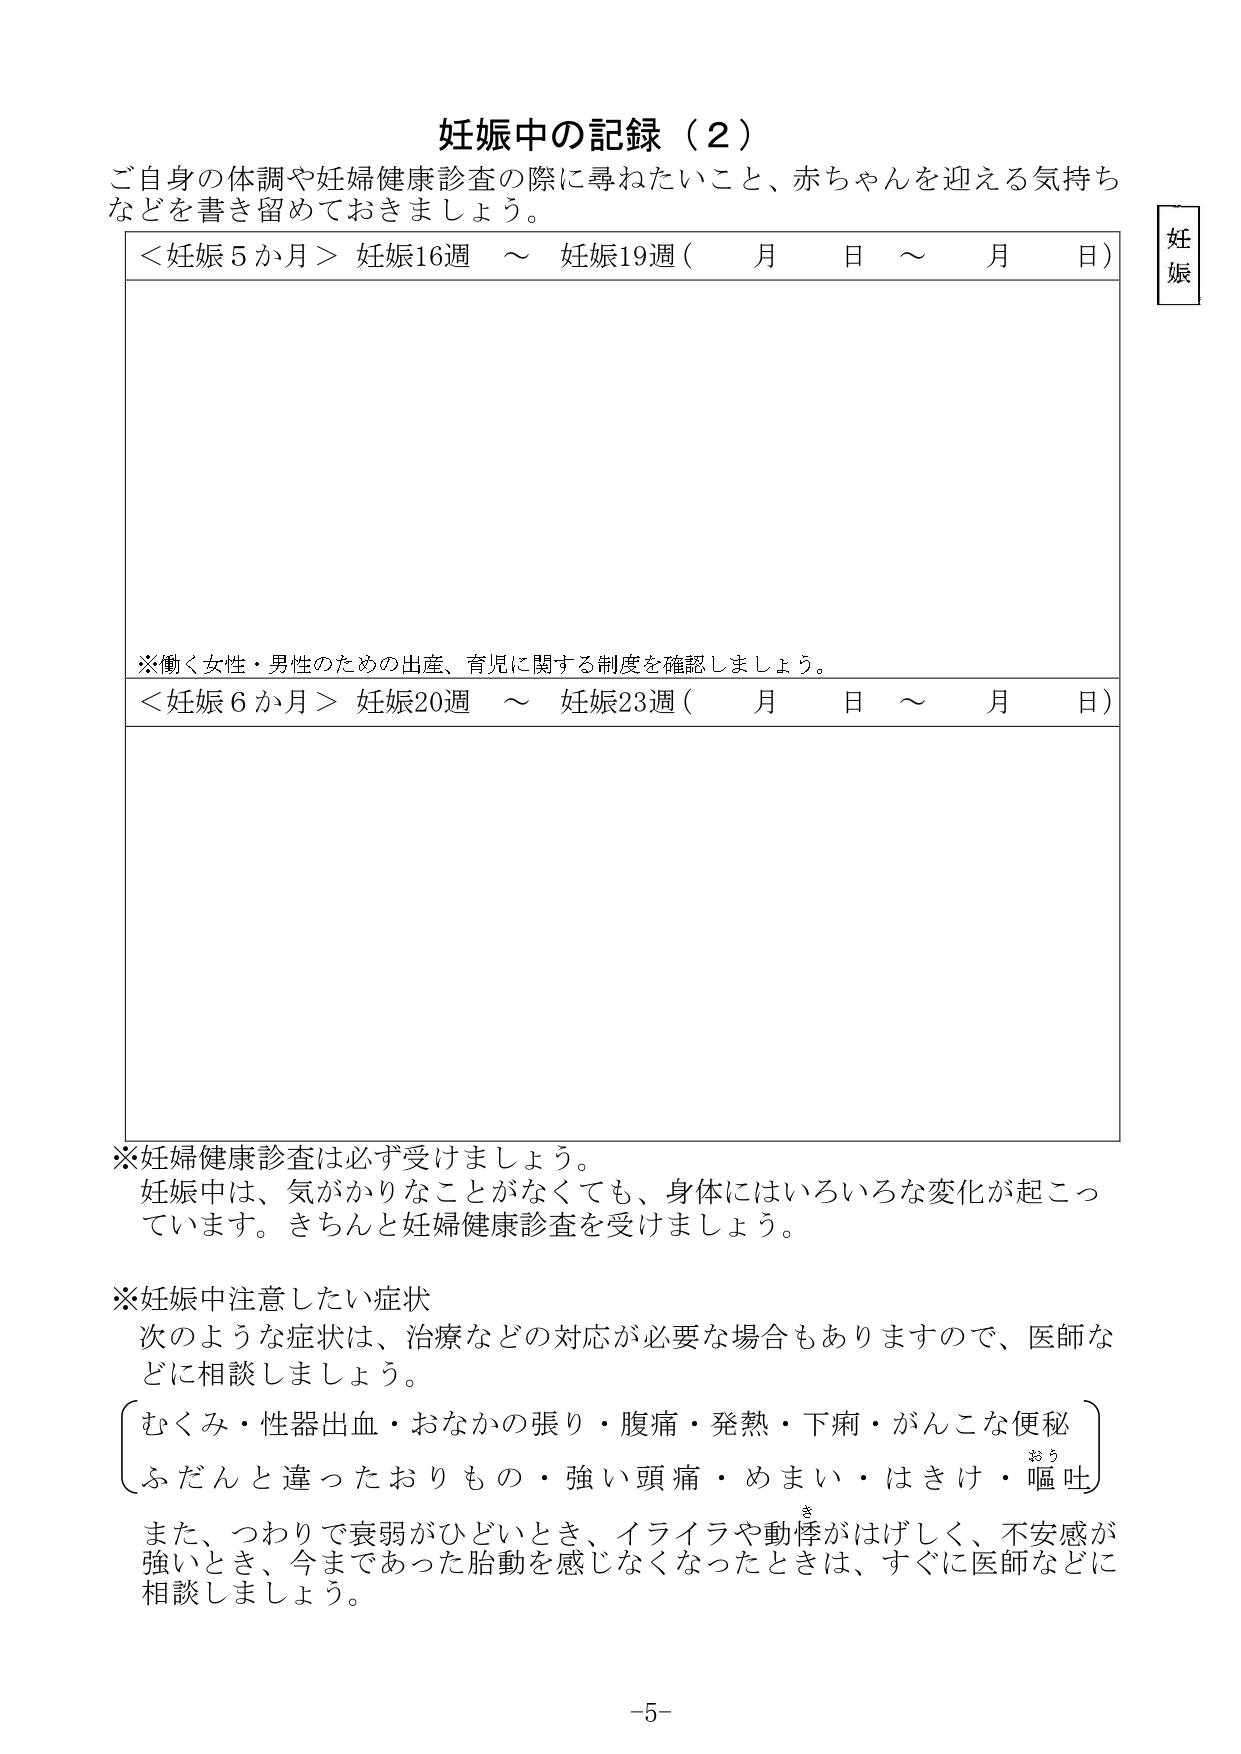 妊娠中の記録（２）
ご自身の体調や妊婦健康診査の際に尋ねたいこと、赤ちゃんを迎える気持ち
などを書き留めておきましょう。
妊娠
＜妊娠５か月＞ 妊娠16週 ～ 妊娠19週( 月 日 ～ 月 日)
※働く女性・男性のための出産、育児に関する制度を確認しましょう。
＜妊娠６か月＞ 妊娠20週 ～ 妊娠23週( 月 日 ～ 月 日)
※妊婦健康診査は必ず受けましょう。
妊娠中は、気がかりなことがなくても、身体にはいろいろな変化が起こっ
ています。きちんと妊婦健康診査を受けましょう。
※妊娠中注意したい症状
次のような症状は、治療などの対応が必要な場合もありますので、医師な
どに相談しましょう。
むくみ・性器出血・おなかの張り・腹痛・発熱・下痢・がんこな便秘
おう
ふだんと違ったおりもの・強い頭痛・めまい・はきけ・嘔吐
き
また、つわりで衰弱がひどいとき、イライラや動悸がはげしく、不安感が
強いとき、今まであった胎動を感じなくなったときは、すぐに医師などに
相談しましょう。
−5−